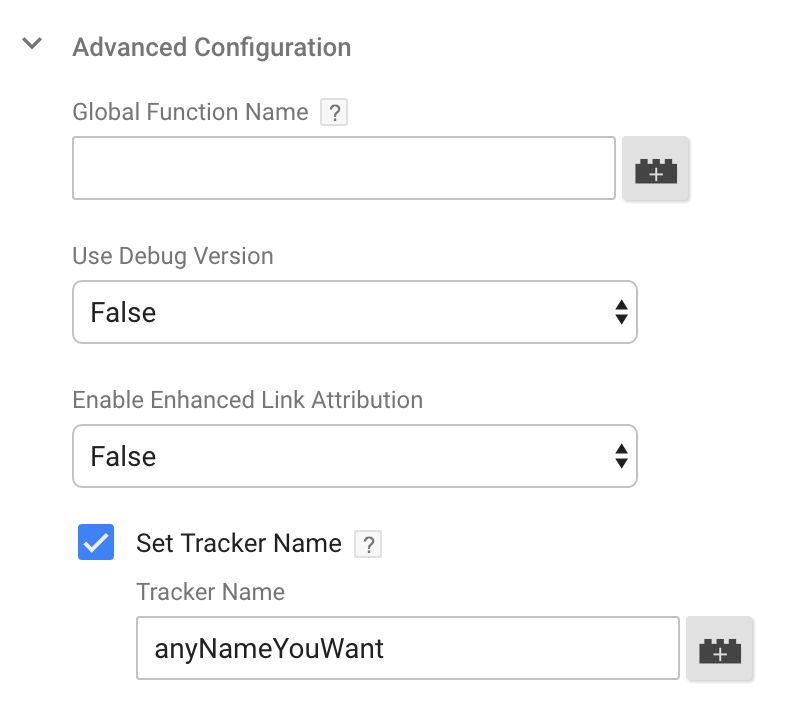 Advanced Configuration
Global Function Name ?
Use Debug Version
False
Enable Enhanced Link Attribution
False
Set Tracker Name ?
Tracker Name
anyNameYouWant